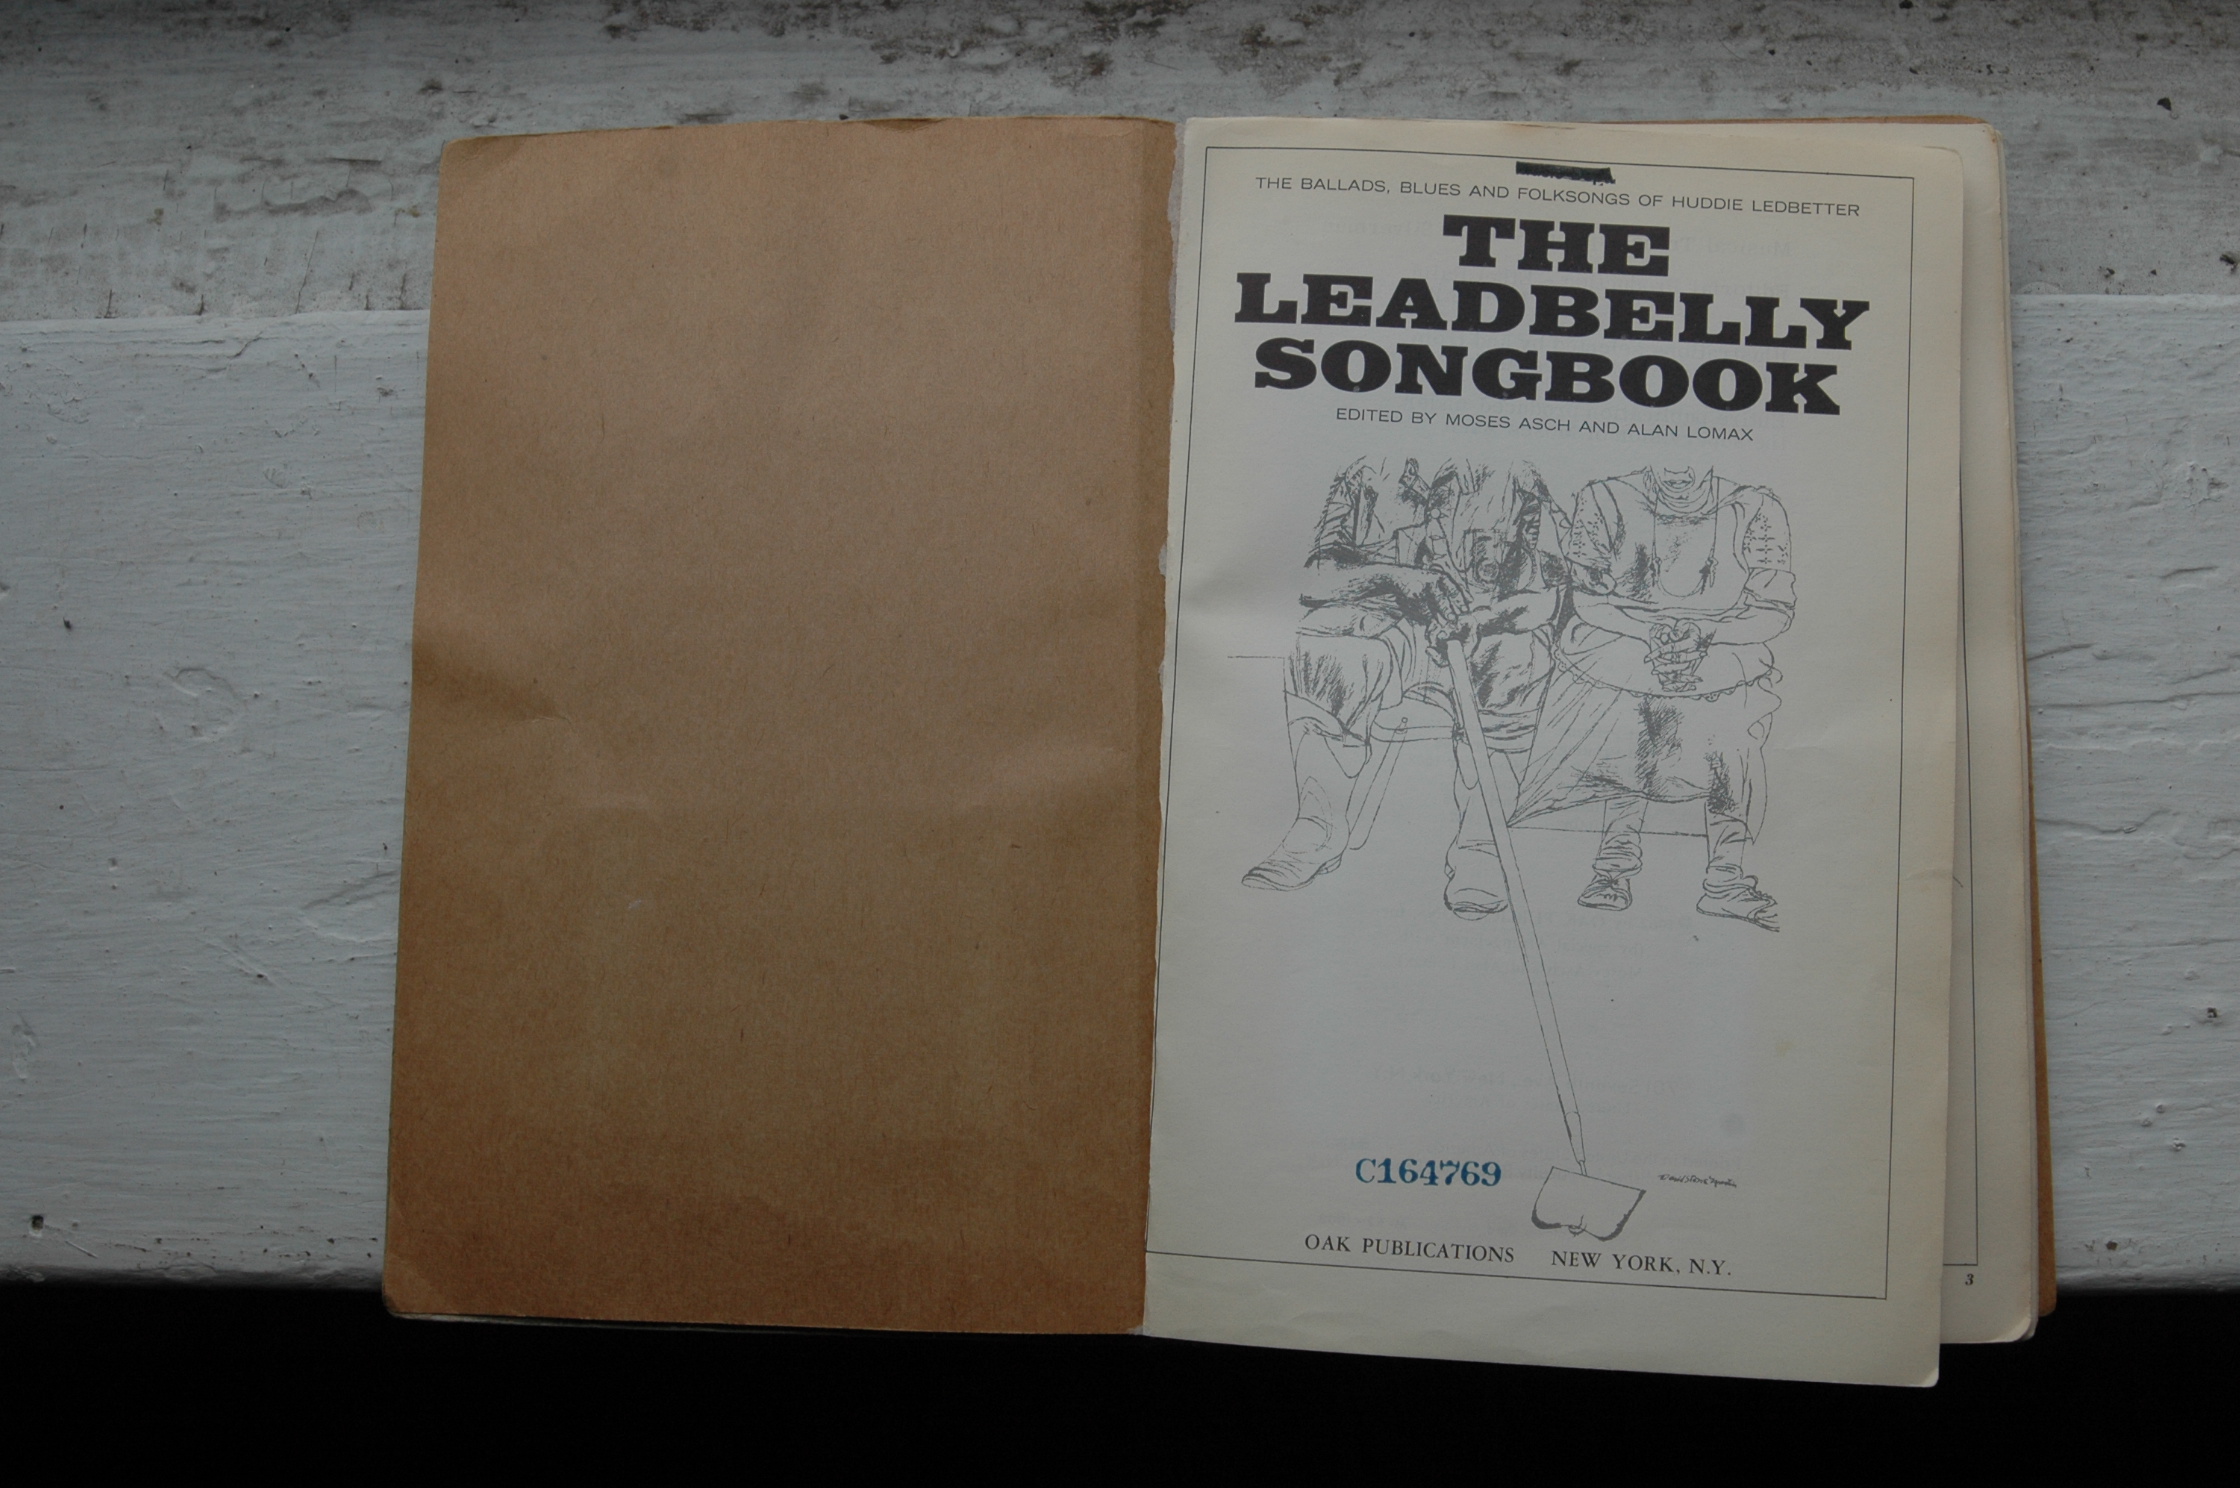 THE BALLADS, BLUES AND FOLKSONGS OF HUDDIE LEDBETTER
THE
LEADBELLY
SONGBOOK
EDITED BY MOSES ASCH AND ALAN LOMAX
C164769
OAK PUBLICATIONS NEW YORK, N.Y.
3